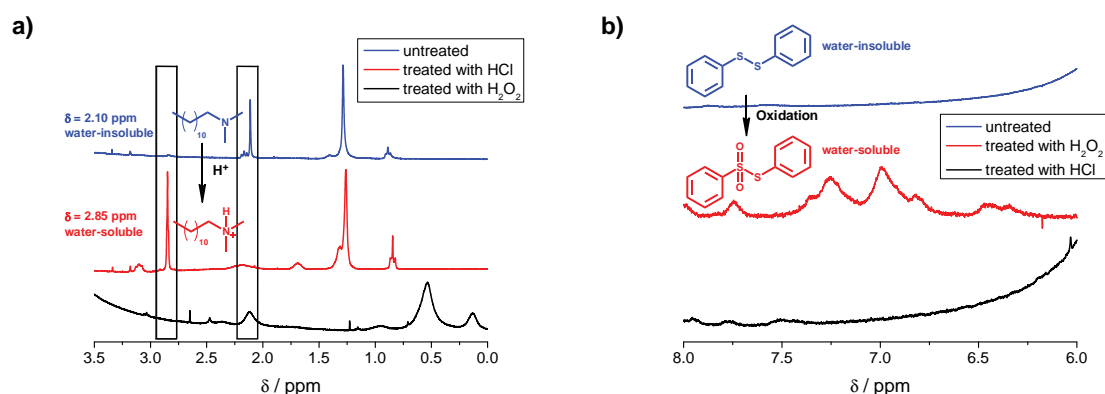 a)
untreated
treated with HCl
treated with H₂O₂
δ = 2.10 ppm
water-insoluble
10
N
H⁺
δ = 2.85 ppm
water-soluble
10
H
N
+
3.5 3.0 2.5 2.0 1.5 1.0 0.5 0.0
δ / ppm
b)
water-insoluble
S
S
Oxidation
untreated
treated with H₂O₂
treated with HCl
water-soluble
O
S
S
O
8.0 7.5 7.0 6.5 6.0
δ / ppm